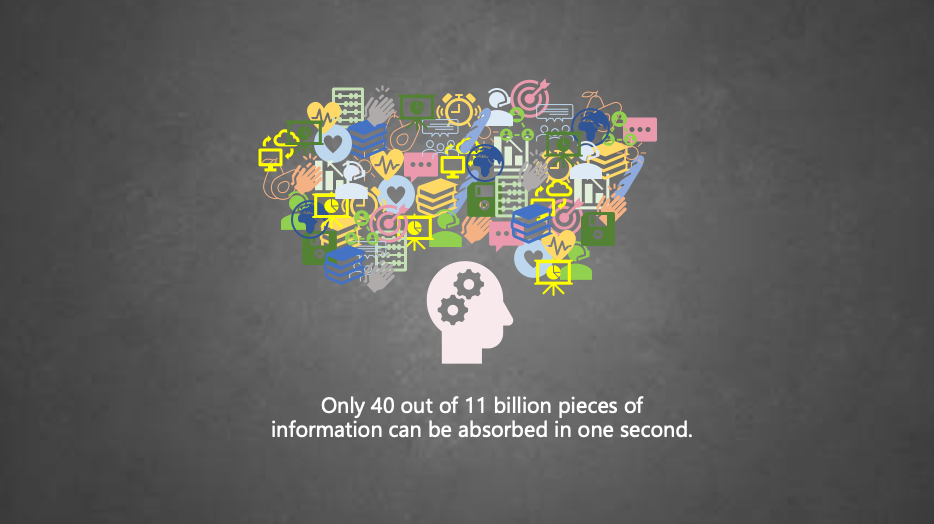 Only 40 out of 11 billion pieces of
information can be absorbed in one second.